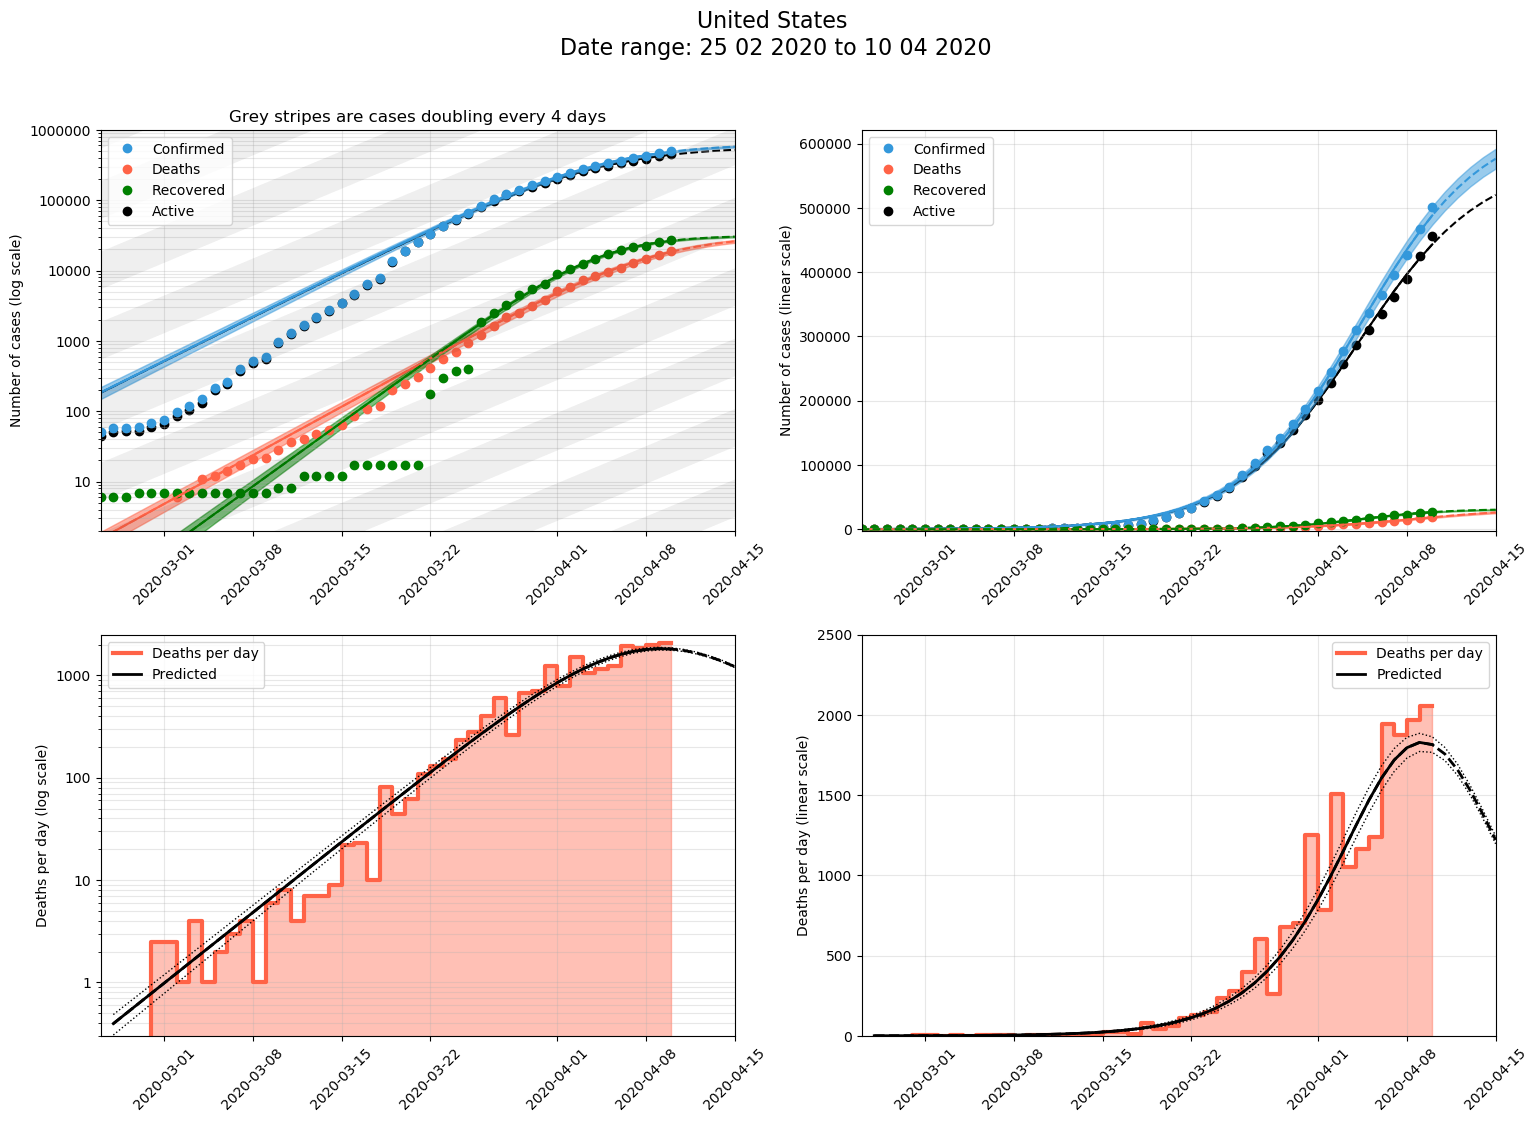 United States
Date range: 25 02 2020 to 10 04 2020
Grey stripes are cases doubling every 4 days
Number of cases (log scale)
1000000
100000
10000
1000
100
10
Confirmed
Deaths
Recovered
Active
2020-03-01
2020-03-08
2020-03-15
2020-03-22
2020-04-01
2020-04-08
2020-04-15
Number of cases (linear scale)
600000
500000
400000
300000
200000
100000
0
Confirmed
Deaths
Recovered
Active
2020-03-01
2020-03-08
2020-03-15
2020-03-22
2020-04-01
2020-04-08
2020-04-15
Deaths per day (log scale)
1000
100
10
1
Deaths per day
Predicted
2020-03-01
2020-03-08
2020-03-15
2020-03-22
2020-04-01
2020-04-08
2020-04-15
Deaths per day (linear scale)
2500
2000
1500
1000
500
0
Deaths per day
Predicted
2020-03-01
2020-03-08
2020-03-15
2020-03-22
2020-04-01
2020-04-08
2020-04-15